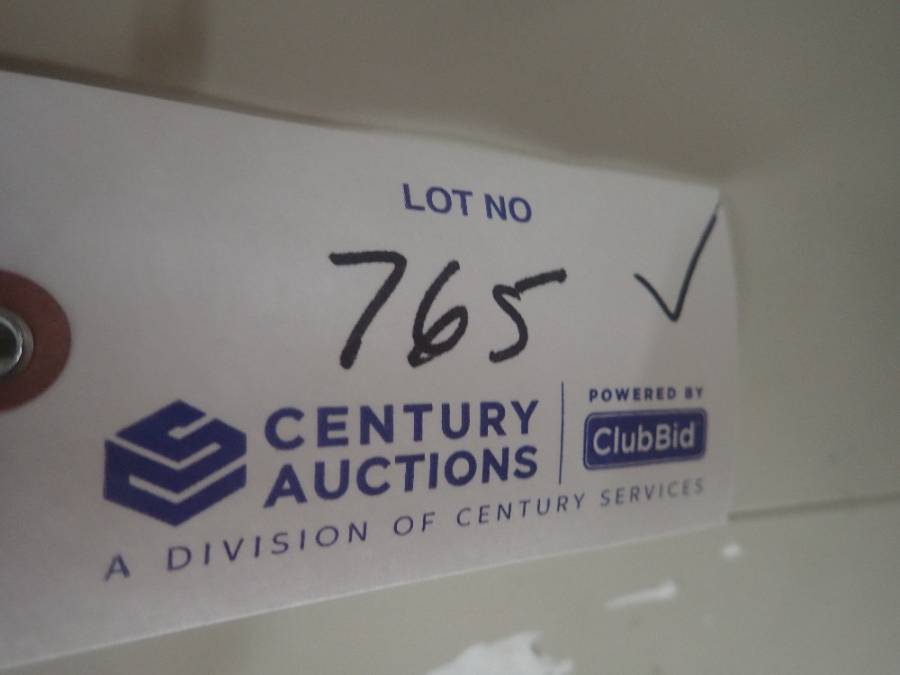 LOT NO
765 ✓
CENTURY
AUCTIONS
POWERED BY
ClubBid
A DIVISION OF CENTURY SERVICES